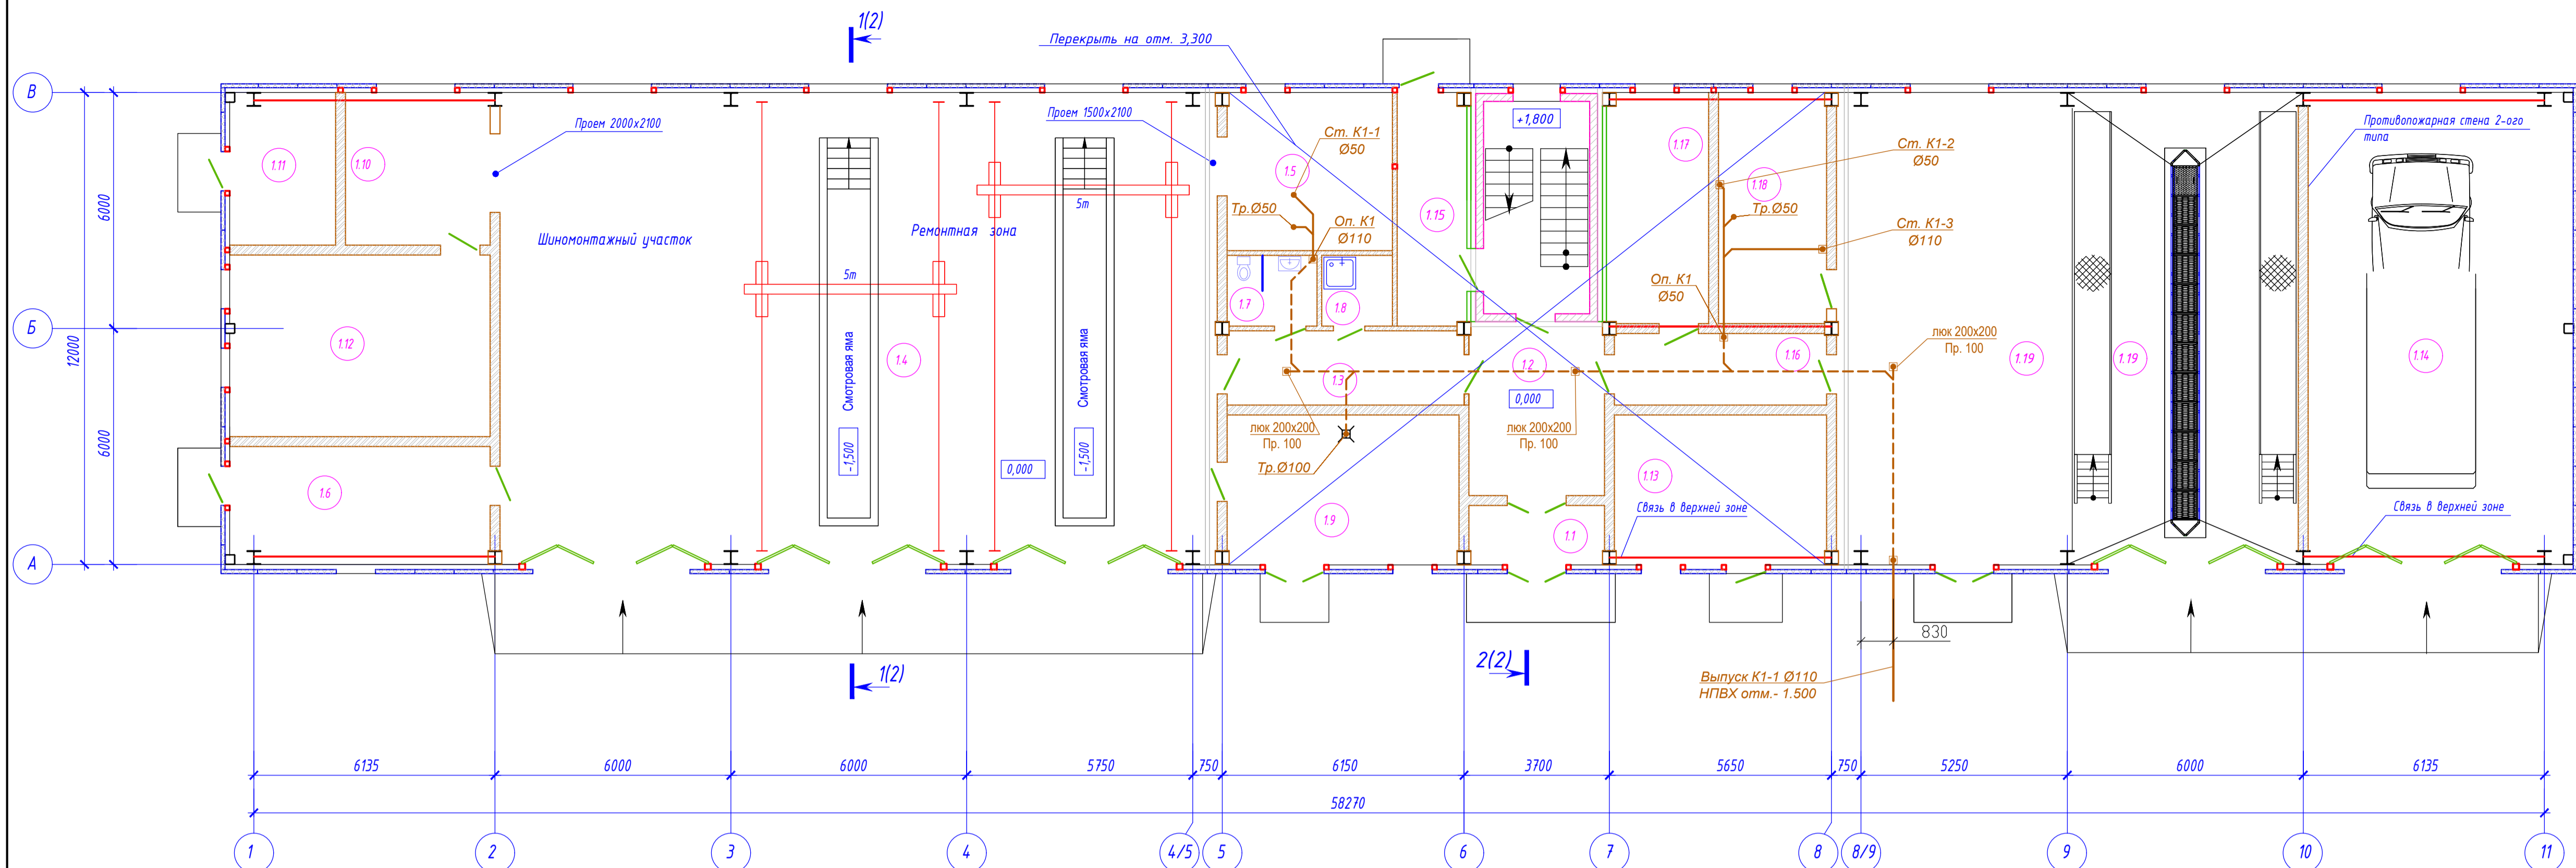 1(2)
Перекрыть на отм. 3,300
В
Проем 2000х2100
Проем 1500х2100
+1,800
Противопожарная стена 2-ого
типа
1.11
1.10
1.5
Ст. К1-1
Ø50
1.17
1.18
Ст. К1-2
Ø50
6000
5т
Тр.Ø50
Оп. К1
Ø110
1.15
Тр.Ø50
Ст. К1-3
Ø110
Шиномонтажный участок
Ремонтная зона
5т
Оп. К1
Ø50
1.7
1.8
Б
12000
1.12
Смотровая яма
1.4
Смотровая яма
1.3
1.2
1.16
люк 200х200
Пр. 100
1.19
1.19
1.14
0,000
6000
люк 200х200
Пр. 100
люк 200х200
Пр. 100
-1,500
0,000
-1,500
Тр.Ø100
1.6
1.9
1.1
1.13
Связь в верхней зоне
Связь в верхней зоне
А
830
1(2)
2(2)
Выпуск К1-1 Ø110
НПВХ отм.- 1.500
6135
6000
6000
5750
750
6150
3700
5650
750
5250
6000
6135
58270
1
2
3
4
4/5
5
6
7
8
8/9
9
10
11